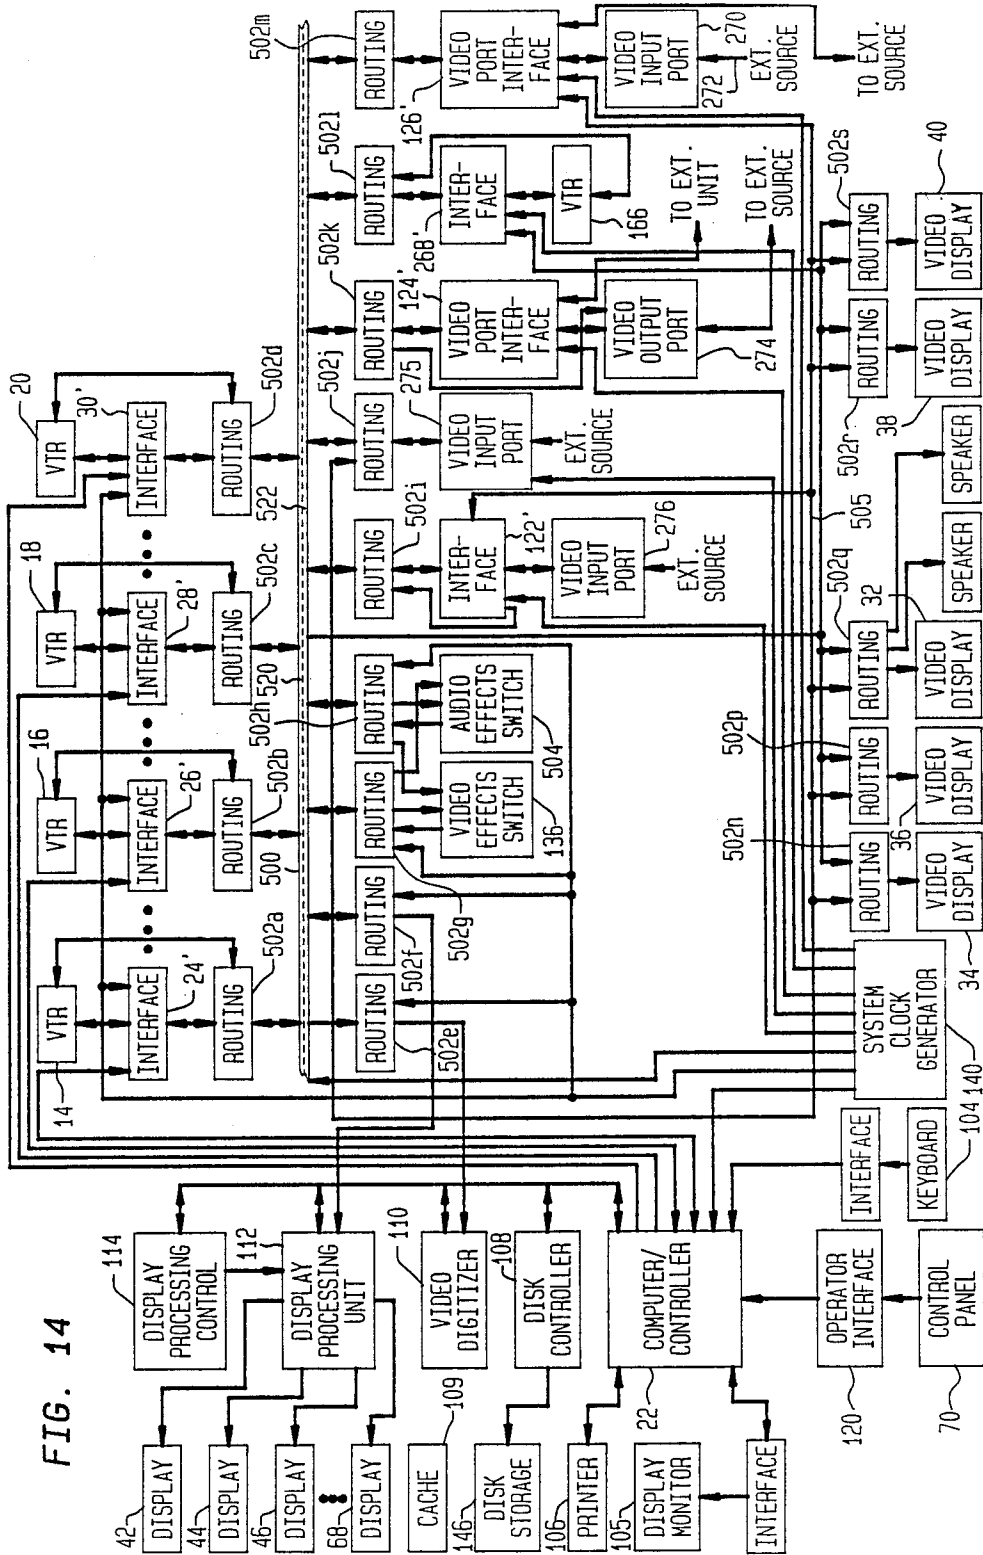 FIG. 14
114
DISPLAY
PROCESSING
CONTROL
112
DISPLAY
PROCESSING
UNIT
110
VIDEO
DIGITIZER
108
DISK
CONTROLLER
COMPUTER/
CONTROLLER
22
42
DISPLAY
44
DISPLAY
46
DISPLAY
68
DISPLAY
CACHE
109
146
DISK
STORAGE
106
PRINTER
105
DISPLAY
MONITOR
INTERFACE
OPERATOR
INTERFACE
120
CONTROL
PANEL
70
INTERFACE
KEYBOARD
104
SYSTEM
CLOCK
GENERATOR
140
14
VTR
INTERFACE
24'
ROUTING
502a
16
VTR
INTERFACE
26'
ROUTING
502b
18
VTR
INTERFACE
28'
ROUTING
502c
20
VTR
30'
INTERFACE
ROUTING
502d
500
520
522
ROUTING
502e
ROUTING
502f
ROUTING
502g
502h
ROUTING
VIDEO
EFFECTS
SWITCH
136
AUDIO
EFFECTS
SWITCH
504
ROUTING
502i
INTER-
FACE
122'
VIDEO
INPUT
PORT
276
EXT.
SOURCE
ROUTING
502j
275
VIDEO
INPUT
PORT
EXT.
SOURCE
ROUTING
502k
124'
VIDEO
PORT
INTER-
FACE
VIDEO
OUTPUT
PORT
274
TO EXT.
UNIT
TO EXT.
SOURCE
ROUTING
502l
INTER-
FACE
268'
VTR
166
ROUTING
502m
VIDEO
PORT
INTER-
FACE
126'
VIDEO
INPUT
PORT
270
272
EXT.
SOURCE
TO EXT.
SOURCE
505
502n
ROUTING
VIDEO
DISPLAY
34
502p
ROUTING
VIDEO
DISPLAY
36
502q
ROUTING
32
VIDEO
DISPLAY
SPEAKER
SPEAKER
502r
ROUTING
VIDEO
DISPLAY
38
502s
ROUTING
VIDEO
DISPLAY
40